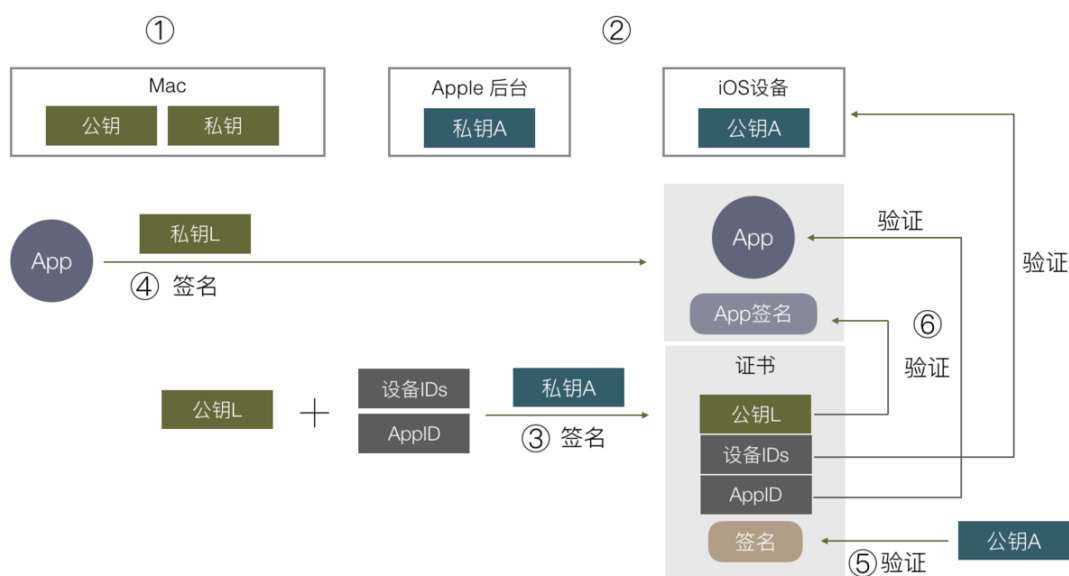 ①
②
Mac
公钥
私钥
Apple 后台
私钥A
iOS设备
公钥A
App
私钥L
④ 签名
App
App签名
验证
验证
⑥
验证
公钥L
+
设备IDs
AppID
私钥A
③ 签名
证书
公钥L
设备IDs
AppID
签名
⑤验证
公钥A